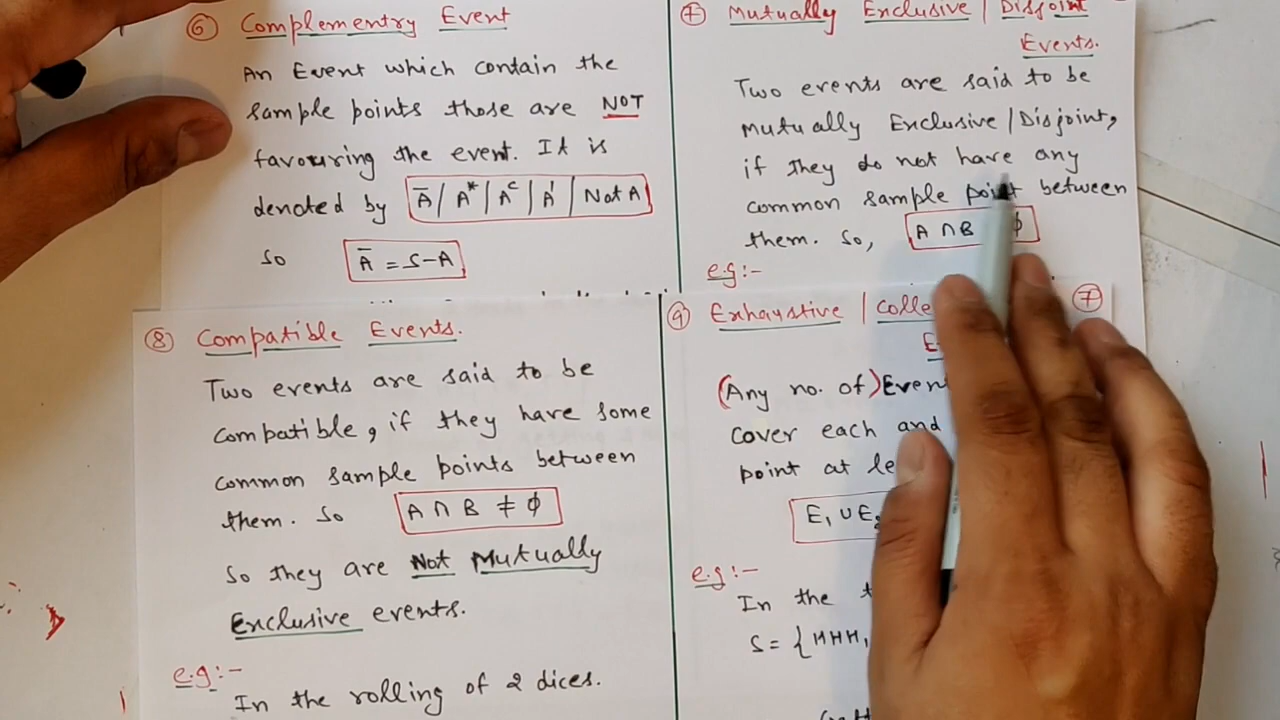 ⑥ Complementry Event
An Event which contain the
sample points those are NOT
favouring the event. It is
denoted by Ā / A* / Aᶜ / A' / Not A
So Ā = S-A
⑦ Mutually Exclusive / Disjoint
Events.
Two events are said to be
Mutually Exclusive / Disjoint,
if they do not have any
common sample point between
them. So, A ∩ B ϕ
e.g :-
⑧ Compatible Events.
Two events are said to be
compatible, if they have some
common sample points between
them. So A ∩ B ≠ ϕ
So they are Not Mutually
Exclusive events.
e.g :-
In the rolling of 2 dices.
⑦
⑨ Exhaustive /
(Any no. of)
cover each and
point at
E₁ ∪
e.g :-
In the
S = {HHH,